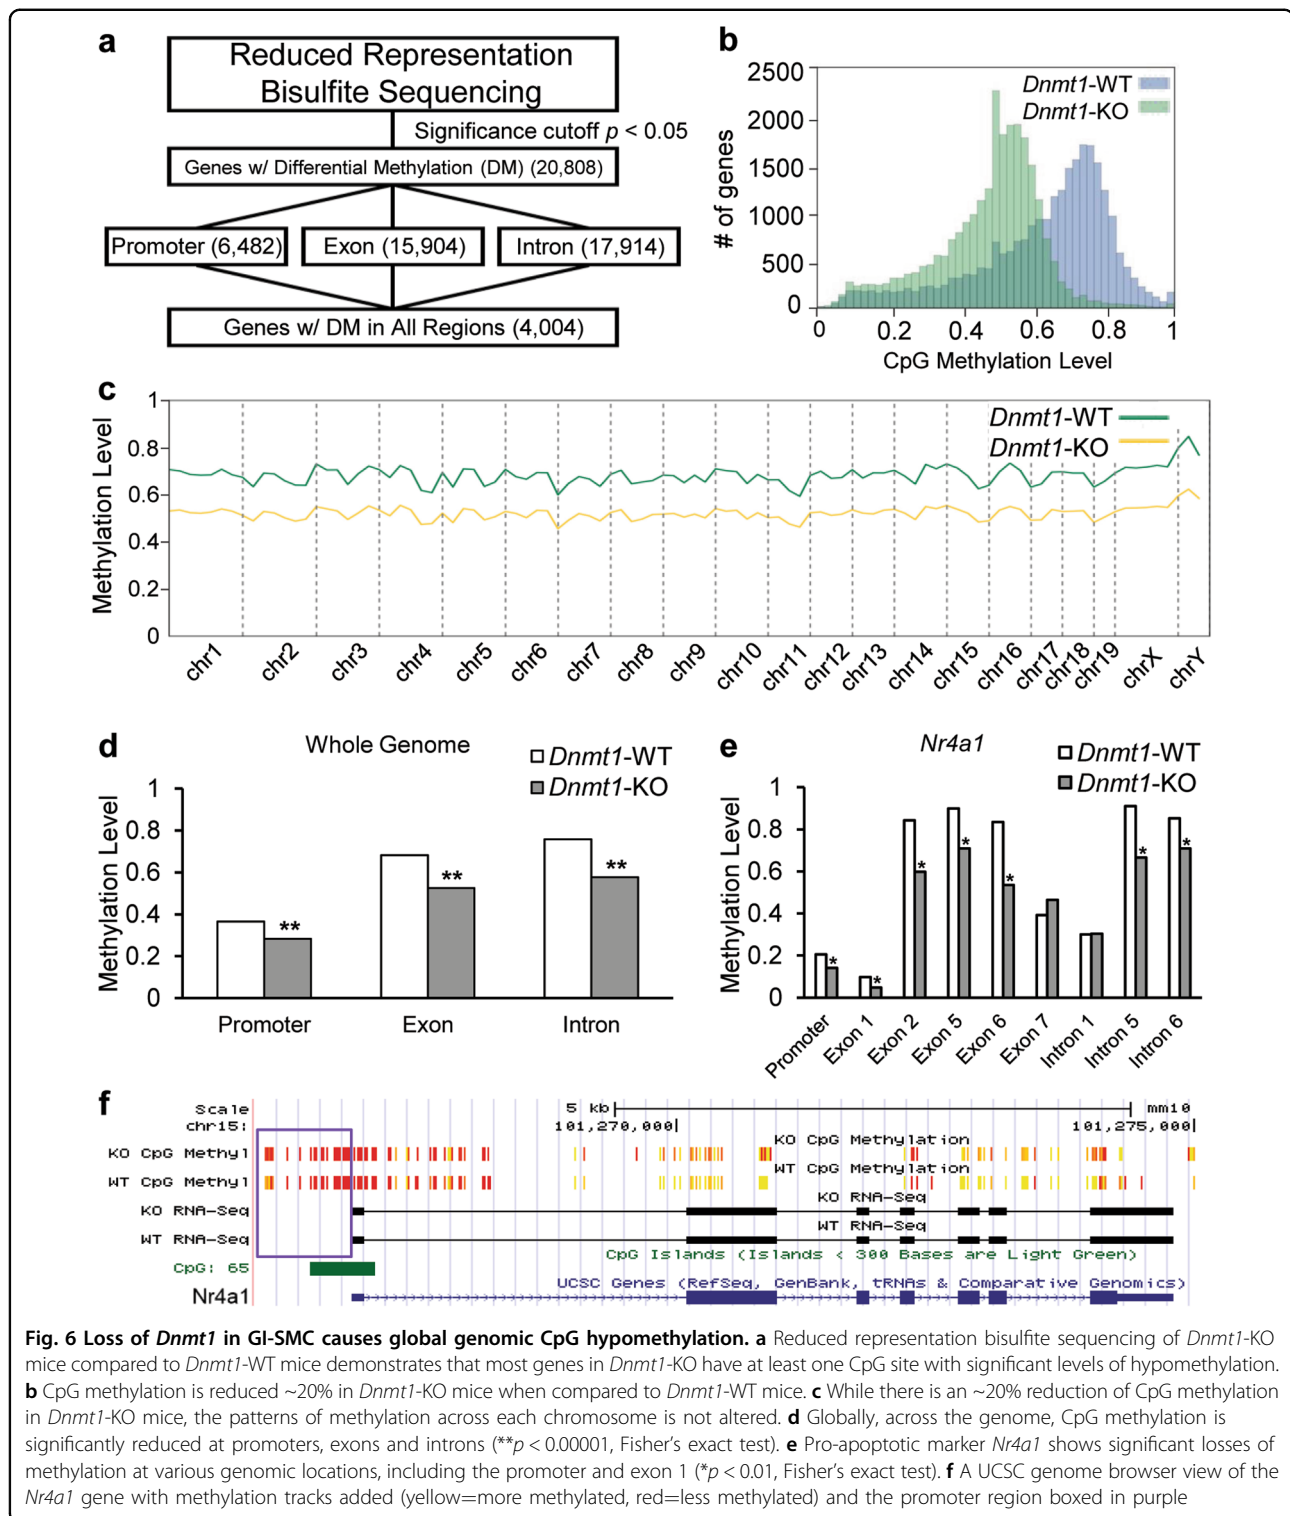 a
Reduced Representation
Bisulfite Sequencing
Significance cutoff p < 0.05
Genes w/ Differential Methylation (DM) (20,808)
Promoter (6,482)
Exon (15,904)
Intron (17,914)
Genes w/ DM in All Regions (4,004)
b
Dnmt1-WT
Dnmt1-KO
# of genes
2500
2000
1500
1000
500
0
0 0.2 0.4 0.6 0.8 1
CpG Methylation Level
c
Dnmt1-WT
Dnmt1-KO
Methylation Level
1
0.8
0.6
0.4
0.2
0
chr1 chr2 chr3 chr4 chr5 chr6 chr7 chr8 chr9 chr10 chr11 chr12 chr13 chr14 chr15 chr16 chr17 chr18 chr19 chrX chrY
d
Whole Genome
Dnmt1-WT
Dnmt1-KO
Methylation Level
1
0.8
0.6
0.4
0.2
0
** ** **
Promoter Exon Intron
e
Nr4a1
Dnmt1-WT
Dnmt1-KO
Methylation Level
1
0.8
0.6
0.4
0.2
0
* * * * * * *
Promoter Exon 1 Exon 2 Exon 5 Exon 6 Exon 7 Intron 1 Intron 5 Intron 6
f
Scale 5 kb mm10
chr15: 101,270,000 101,275,000
KO CpG Methylation
KO CpG Methyl
WT CpG Methylation
WT CpG Methyl
KO RNA-Seq
KO RNA-Seq
WT RNA-Seq
WT RNA-Seq
CpG Islands (Islands < 300 Bases are Light Green)
CpG: 65
UCSC Genes (RefSeq, GenBank, tRNAs & Comparative Genomics)
Nr4a1
Fig. 6 Loss of Dnmt1 in GI-SMC causes global genomic CpG hypomethylation. a Reduced representation bisulfite sequencing of Dnmt1-KO
mice compared to Dnmt1-WT mice demonstrates that most genes in Dnmt1-KO have at least one CpG site with significant levels of hypomethylation.
b CpG methylation is reduced ~20% in Dnmt1-KO mice when compared to Dnmt1-WT mice. c While there is an ~20% reduction of CpG methylation
in Dnmt1-KO mice, the patterns of methylation across each chromosome is not altered. d Globally, across the genome, CpG methylation is
significantly reduced at promoters, exons and introns (**p < 0.00001, Fisher's exact test). e Pro-apoptotic marker Nr4a1 shows significant losses of
methylation at various genomic locations, including the promoter and exon 1 (*p < 0.01, Fisher's exact test). f A UCSC genome browser view of the
Nr4a1 gene with methylation tracks added (yellow=more methylated, red=less methylated) and the promoter region boxed in purple